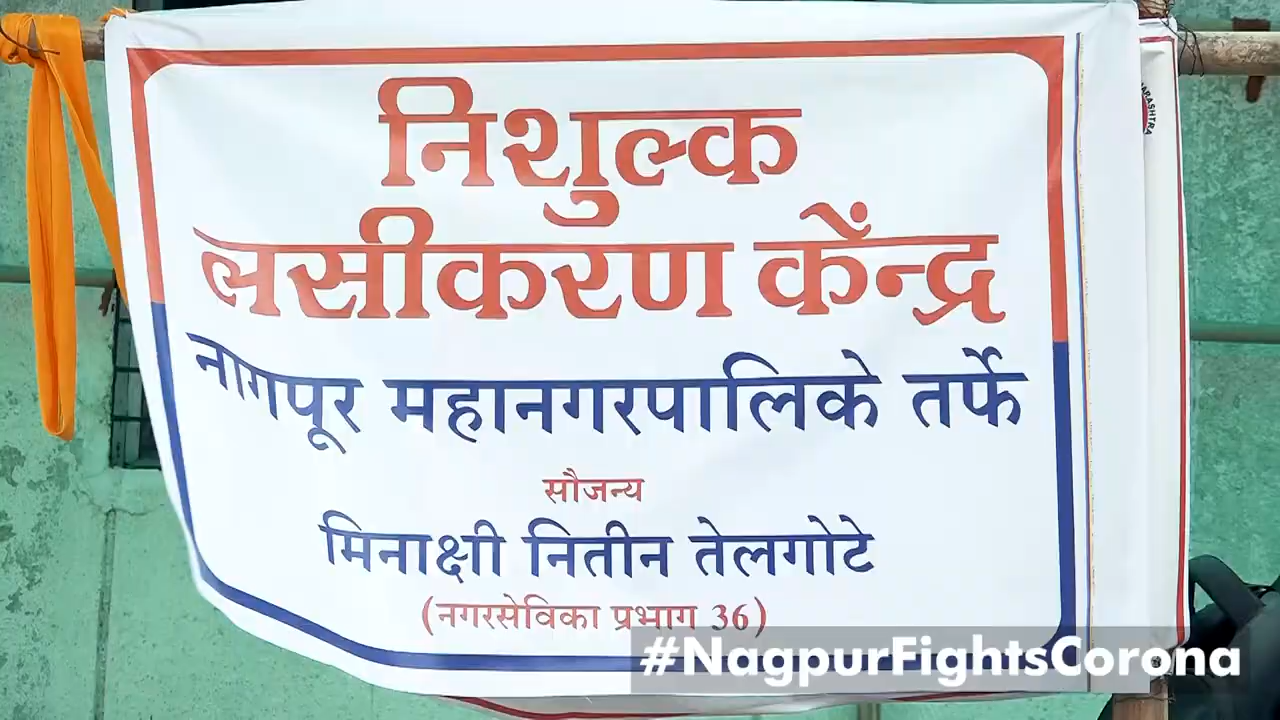 निशुल्क
लसीकरण केंन्द्र
नागपूर महानगरपालिके तर्फे
सौजन्य
मिनाक्षी नितीन तेलगोटे
(नगरसेविका प्रभाग 36)
#NagpurFightsCorona